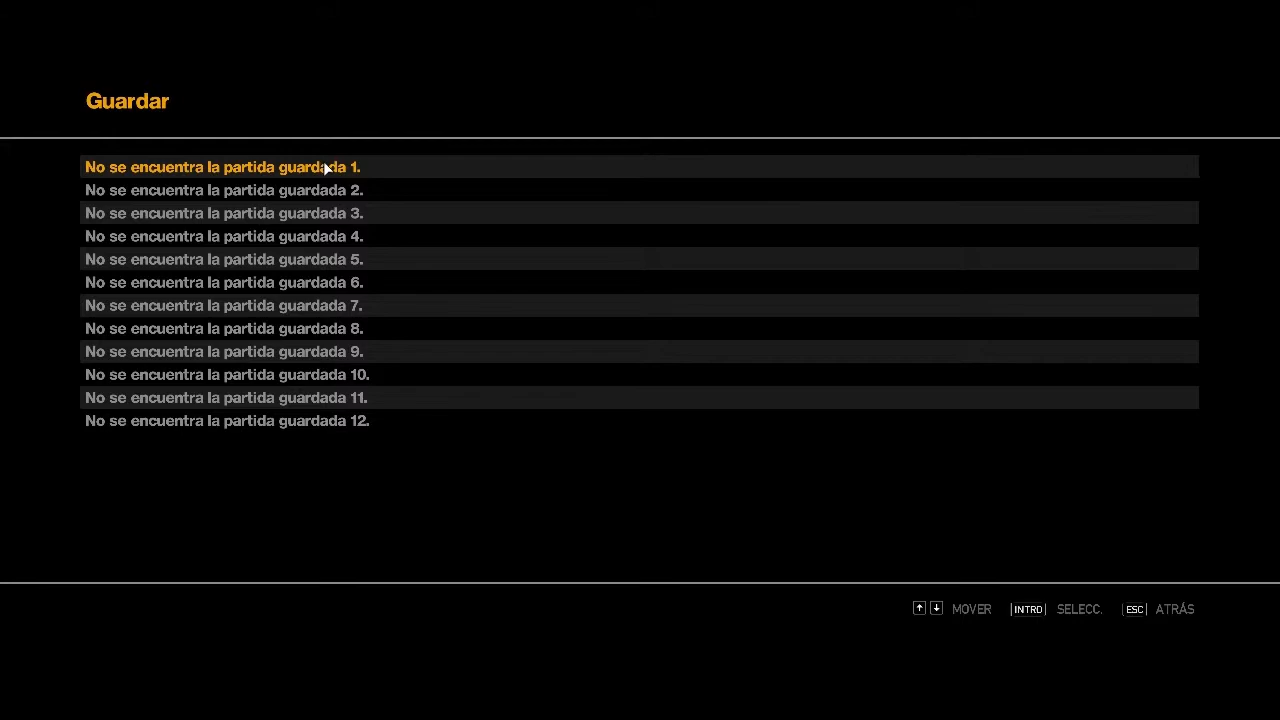 Guardar
No se encuentra la partida guardada 1.
No se encuentra la partida guardada 2.
No se encuentra la partida guardada 3.
No se encuentra la partida guardada 4.
No se encuentra la partida guardada 5.
No se encuentra la partida guardada 6.
No se encuentra la partida guardada 7.
No se encuentra la partida guardada 8.
No se encuentra la partida guardada 9.
No se encuentra la partida guardada 10.
No se encuentra la partida guardada 11.
No se encuentra la partida guardada 12.
↑ ↓ MOVER |INTRO| SELECC. |ESC| ATRÁS